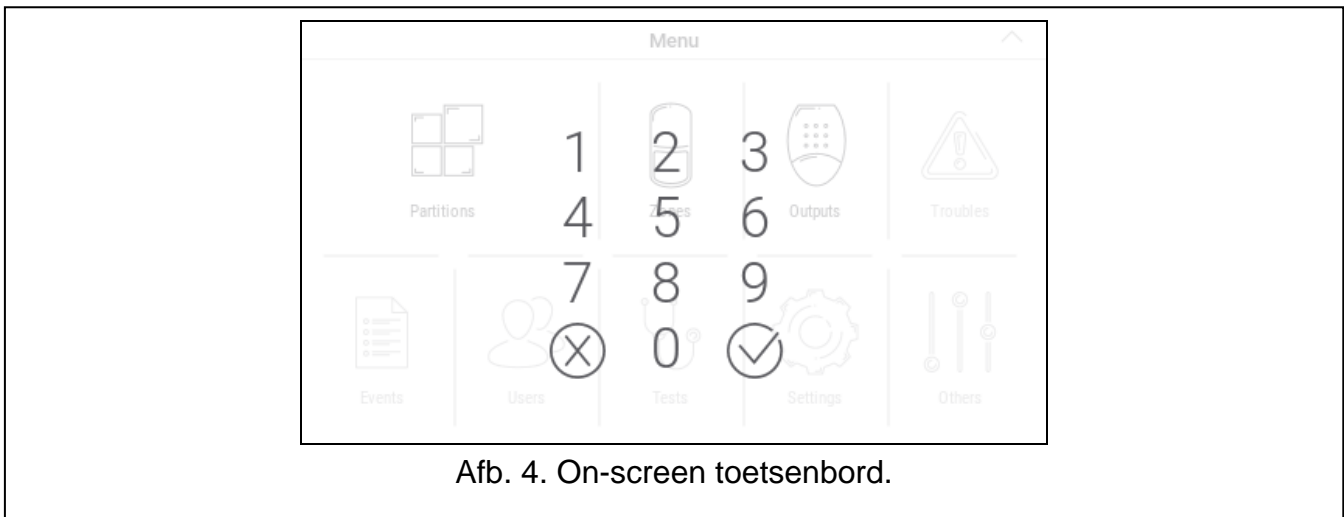 Menu
1 2 3
Partitions Zones Outputs Troubles
4 5 6
7 8 9
0
Events Users Tests Settings Others
Afb. 4. On-screen toetsenbord.